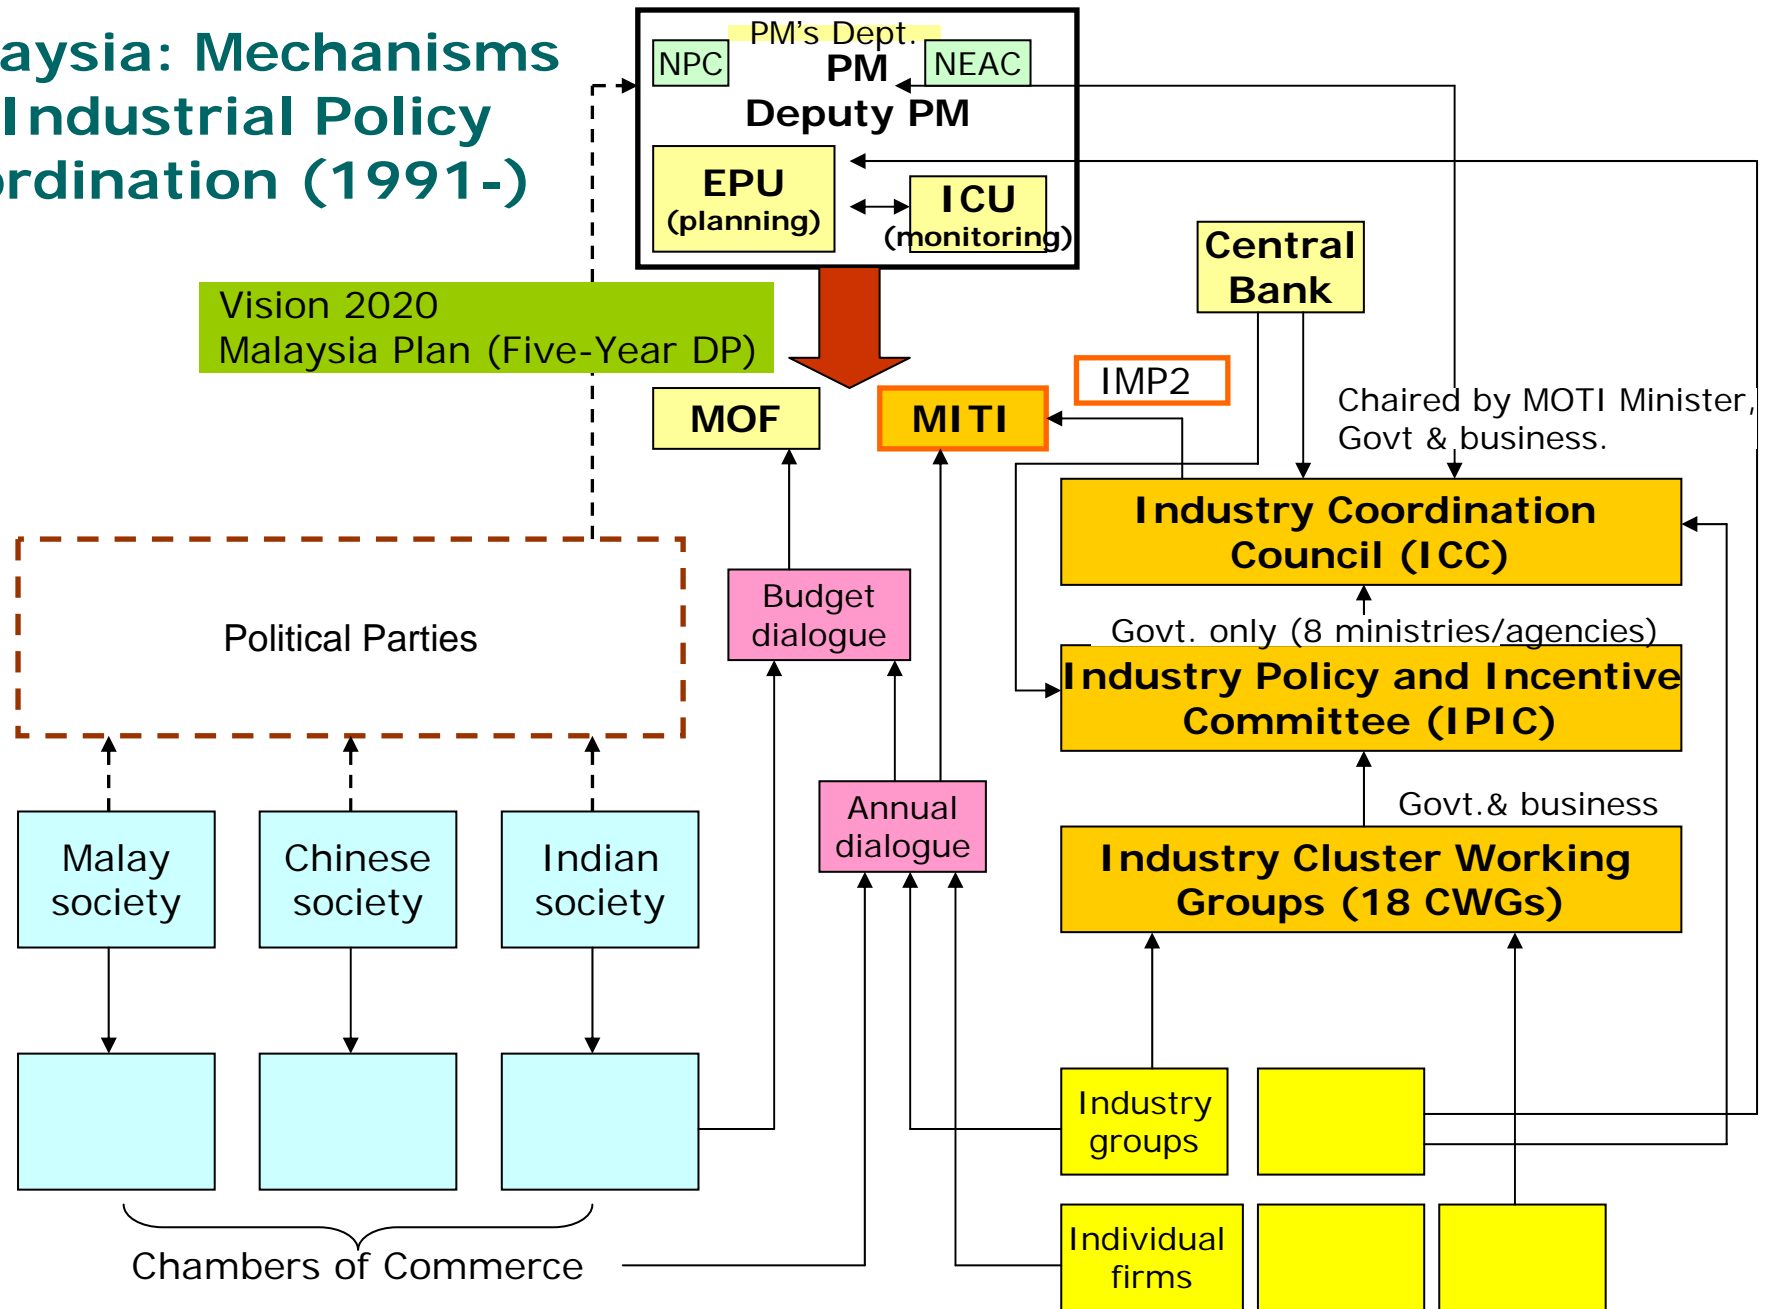 aysia: Mechanisms
Industrial Policy
rdination (1991-)
PM's Dept.
NPC
PM
NEAC
Deputy PM
EPU
(planning)
ICU
(monitoring)
Central
Bank
Vision 2020
Malaysia Plan (Five-Year DP)
MOF
MITI
IMP2
Chaired by MOTI Minister,
Govt & business.
Industry Coordination
Council (ICC)
Political Parties
Budget
dialogue
Govt. only (8 ministries/agencies)
Industry Policy and Incentive
Committee (IPIC)
Annual
dialogue
Govt.& business
Industry Cluster Working
Groups (18 CWGs)
Malay
society
Chinese
society
Indian
society
Industry
groups
Individual
firms
Chambers of Commerce